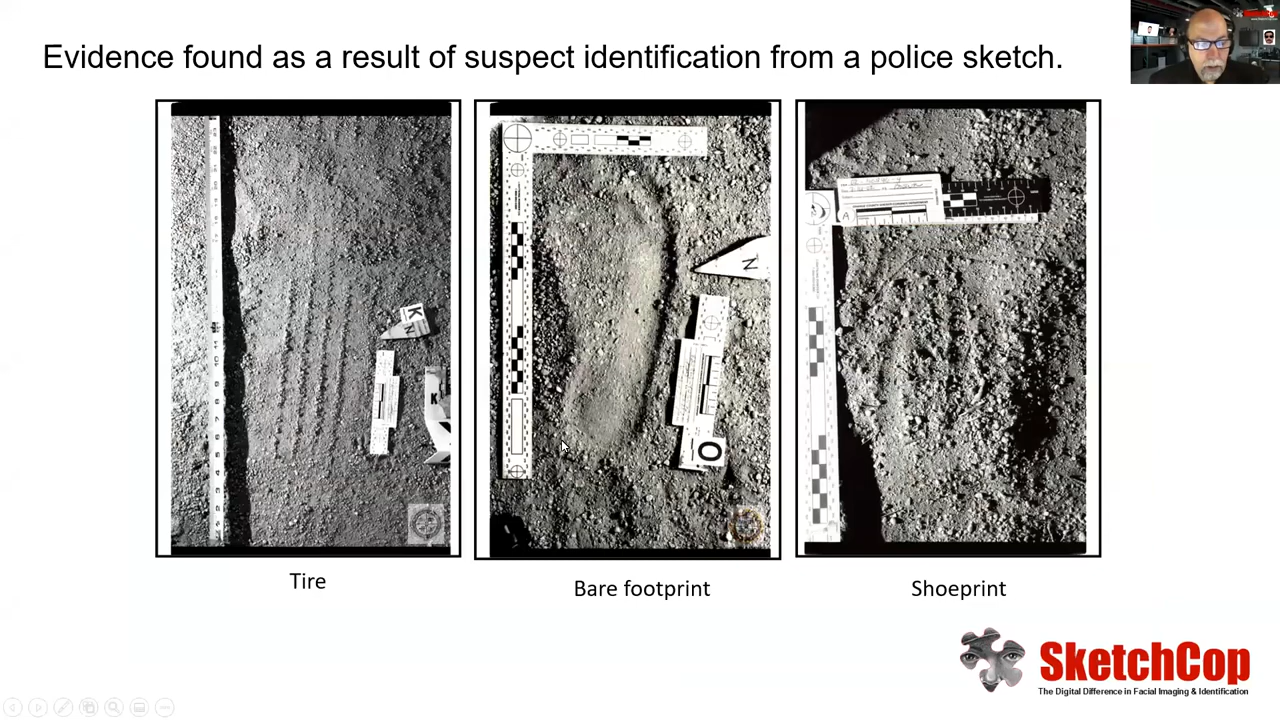 Evidence found as a result of suspect identification from a police sketch.
K
N
K
N
O
A
Tire
Bare footprint
Shoeprint
SketchCop
The Digital Difference in Facial Imaging & Identification